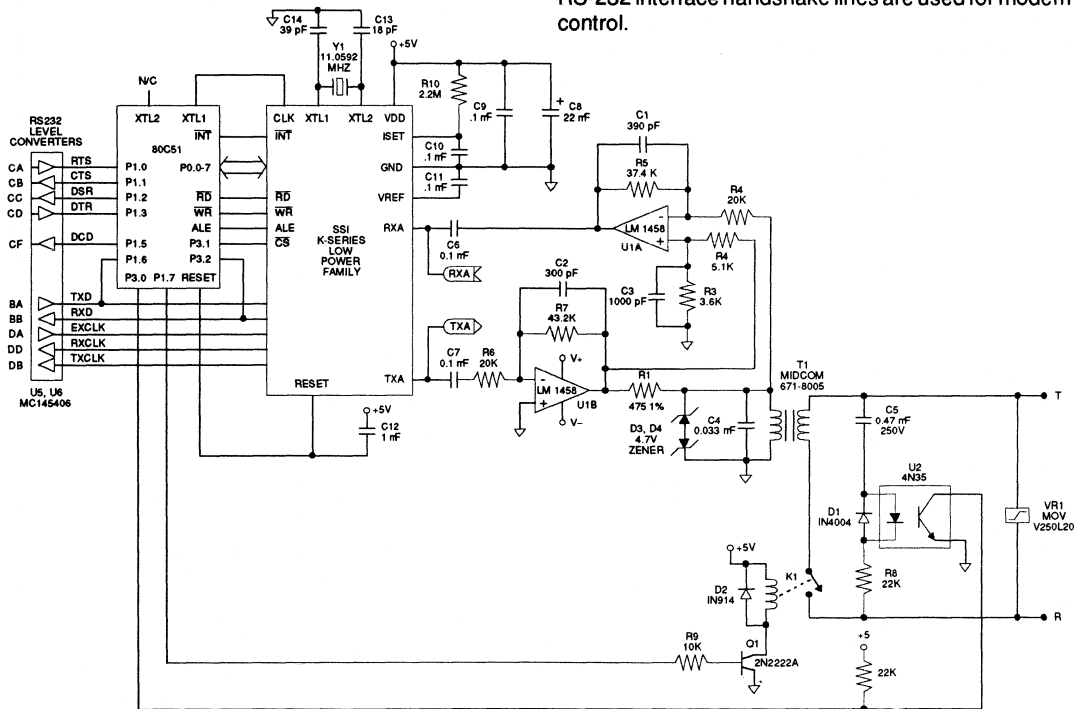 RS-232 interface handshake lines are used for modem
control.
C14
39 pF
C13
18 pF
Y1
11.0592
MHZ
+5V
R10
2.2M
C9
.1 mF
+
C8
22 mF
N/C
XTL2
XTL1
INT
80C51
P0.0-7
P1.0
P1.1
P1.2
P1.3
P1.5
P1.6
RD
WR
ALE
P3.1
P3.2
P3.0
P1.7
RESET
RS232
LEVEL
CONVERTERS
CA
RTS
CB
CTS
CC
DSR
CD
DTR
CF
DCD
BA
TXD
BB
RXD
DA
EXCLK
DD
RXCLK
DB
TXCLK
U5, U6
MC145406
CLK
XTL1
XTL2
VDD
INT
ISET
GND
VREF
RD
WR
ALE
CS
RXA
SSI
K-SERIES
LOW
POWER
FAMILY
TXA
RESET
C10
.1 mF
C11
.1 mF
C6
0.1 mF
RXA
TXA
C7
0.1 mF
R6
20K
+5V
C12
1 mF
C1
390 pF
R5
37.4 K
-
LM 1458
+
U1A
R4
20K
R4
5.1K
C3
1000 pF
R3
3.6K
C2
300 pF
R7
43.2K
V+
-
LM 1458
+
U1B
V–
R1
475 1%
D3, D4
4.7V
ZENER
C4
0.033 mF
T1
MIDCOM
671-8005
T
C5
0.47 mF
250V
U2
4N35
D1
IN4004
VR1
MOV
V250L20
R8
22K
+5V
D2
IN914
K1
R
R9
10K
Q1
2N2222A
+5
22K